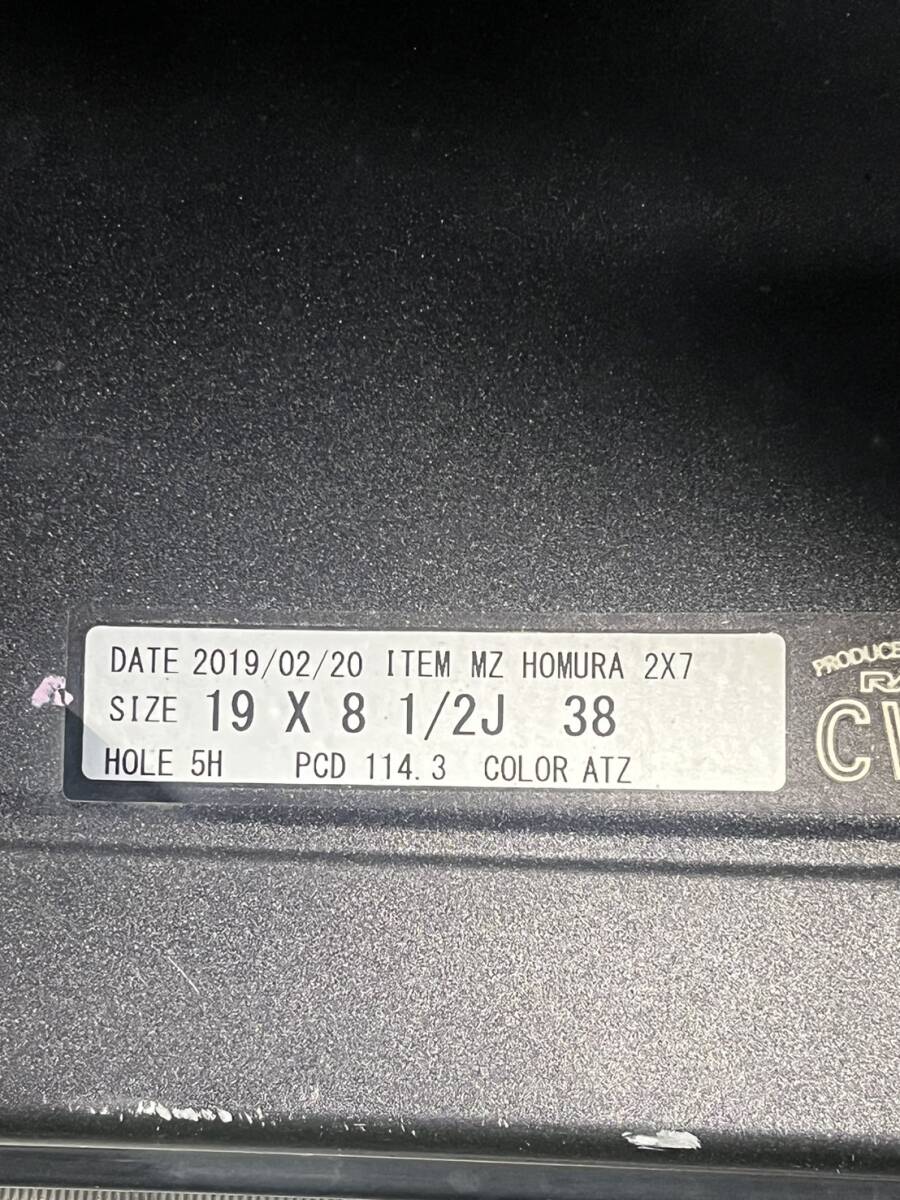 DATE 2019/02/20 ITEM MZ HOMURA 2X7
SIZE 19 X 8 1/2J 38
HOLE 5H PCD 114.3 COLOR ATZ